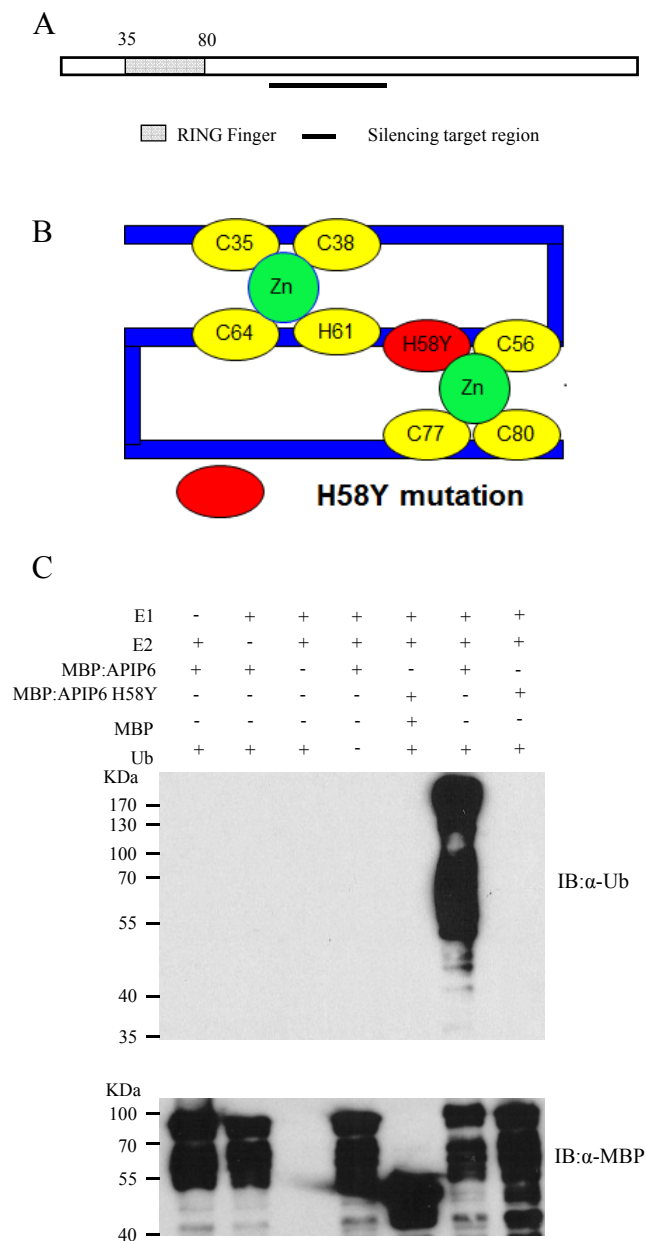 A
35 80
RING Finger Silencing target region
B
C35 C38
Zn
C64 H61 H58Y C56
Zn
C77 C80
H58Y mutation
C
E1 - + + + + + +
E2 + - + + + + +
MBP:APIP6 + + - + - + -
MBP:APIP6 H58Y - - - - + - +
MBP - - - - + - -
Ub + + + - + + +
KDa
170
130
100
70
IB:α-Ub
55
40
35
KDa
100
70
IB:α-MBP
55
40